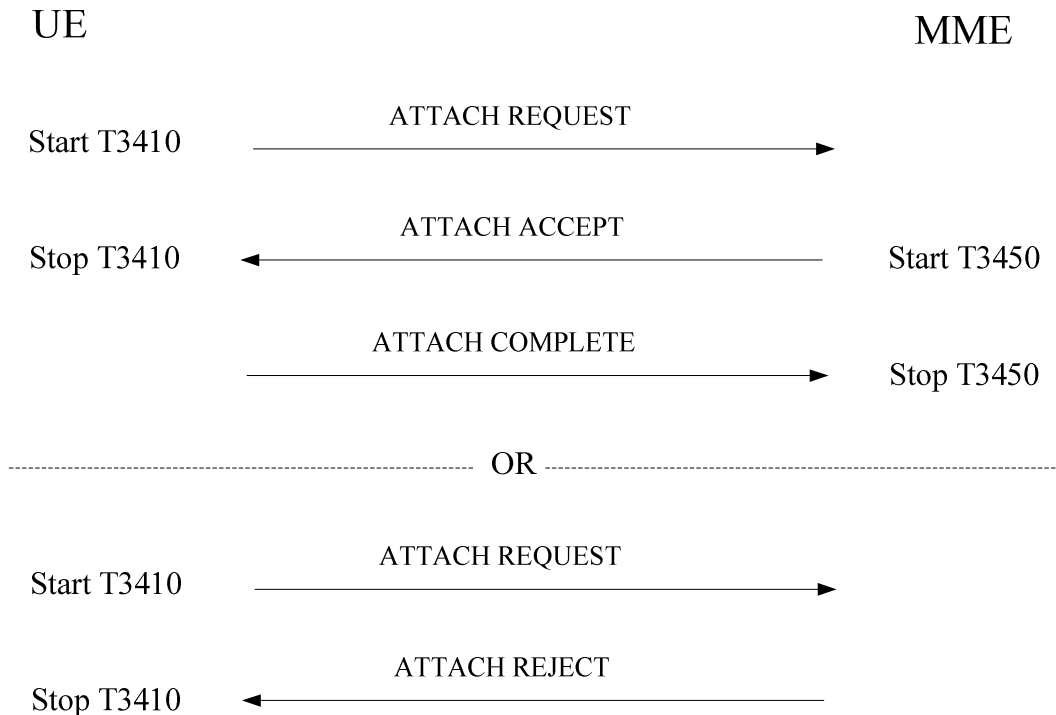 UE MME
ATTACH REQUEST
Start T3410
ATTACH ACCEPT
Stop T3410 Start T3450
ATTACH COMPLETE
Stop T3450
OR
ATTACH REQUEST
Start T3410
ATTACH REJECT
Stop T3410